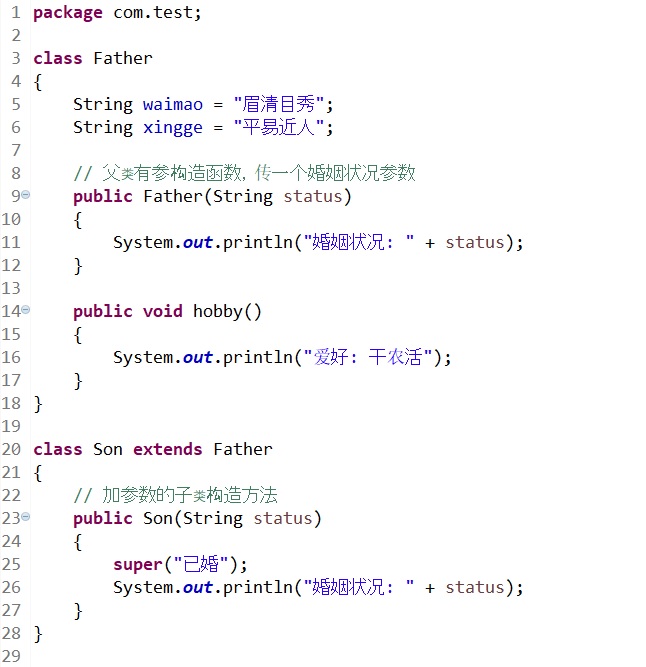 1 package com.test;
2
3 class Father
4 {
5     String waimao = "眉清目秀";
6     String xingge = "平易近人";
7
8     // 父类有参构造函数, 传一个婚姻状况参数
9     public Father(String status)
10     {
11         System.out.println("婚姻状况: " + status);
12     }
13
14     public void hobby()
15     {
16         System.out.println("爱好: 干农活");
17     }
18 }
19
20 class Son extends Father
21 {
22     // 加参数的子类构造方法
23     public Son(String status)
24     {
25         super("已婚");
26         System.out.println("婚姻状况: " + status);
27     }
28 }
29